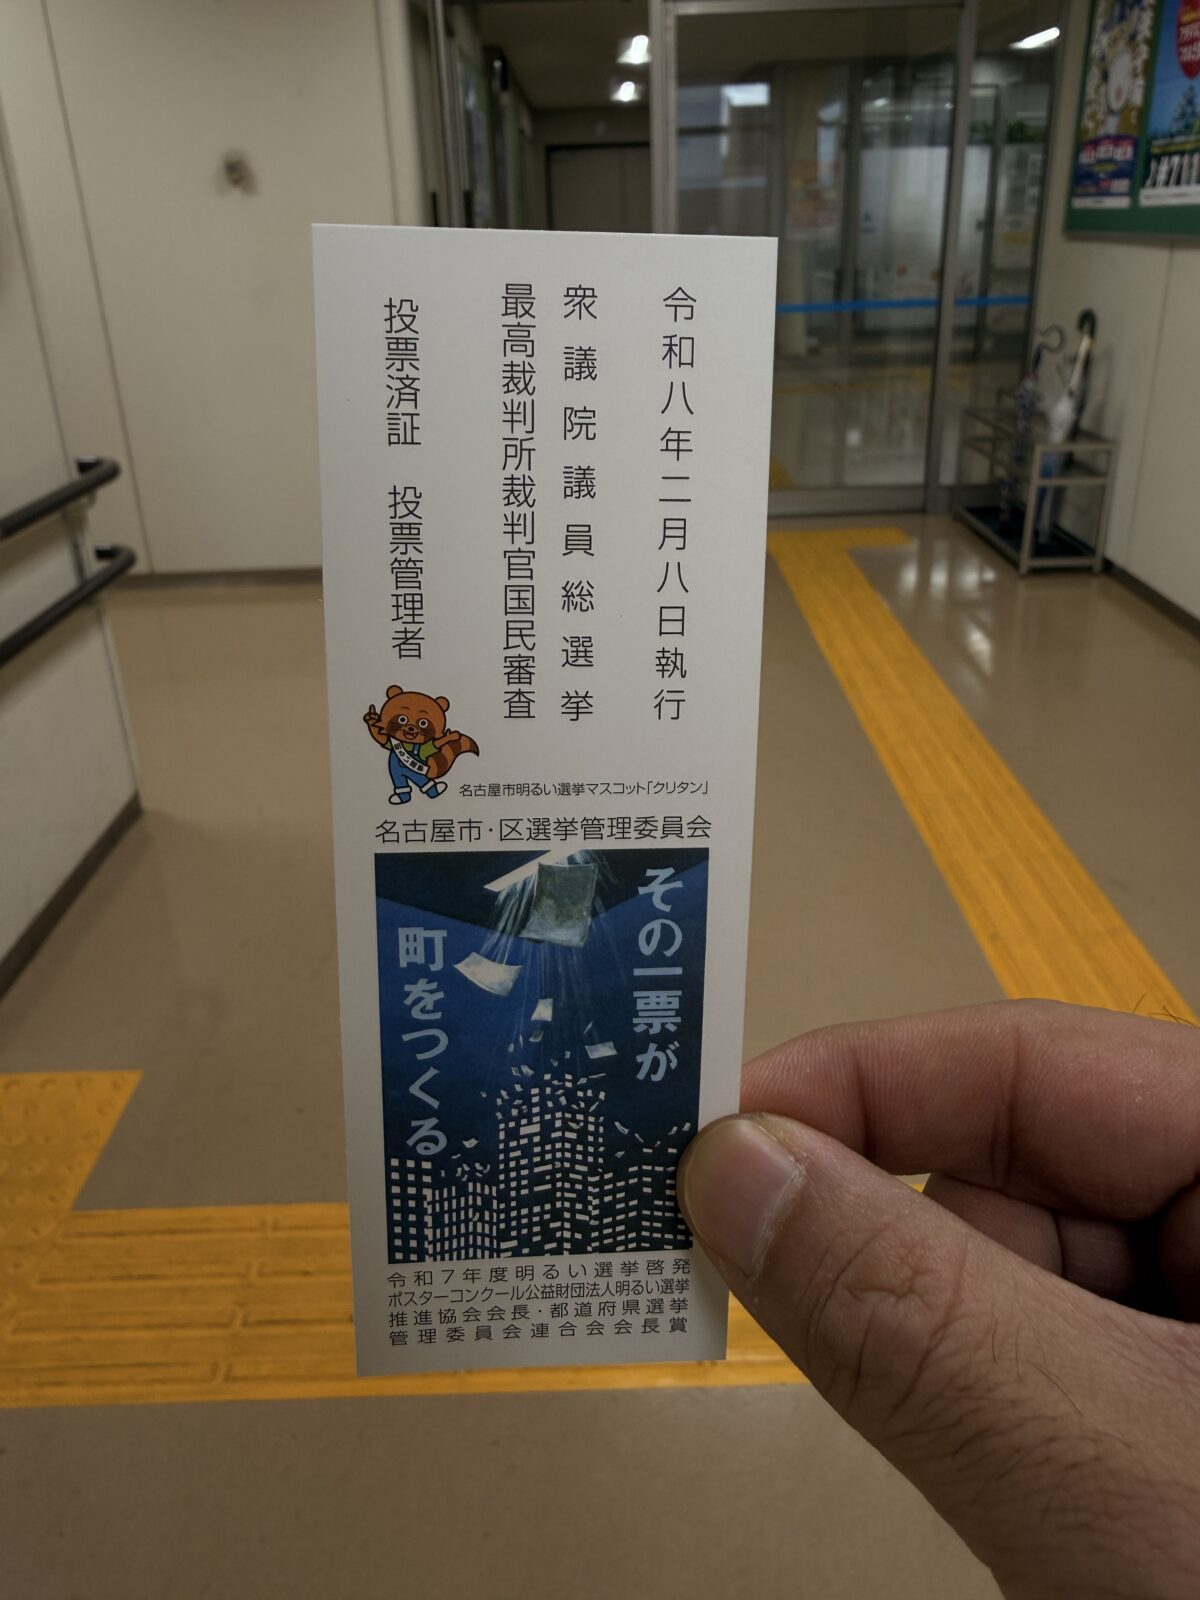 令和八年二月八日執行
衆議院議員総選挙
最高裁判所裁判官国民審査
投票済証 投票管理者
名古屋市明るい選挙マスコット「クリタン」
名古屋市・区選挙管理委員会
その一票が
町をつくる
令和7年度明るい選挙啓発
ポスターコンクール公益財団法人明るい選挙
推進協会会長・都道府県選挙
管理委員会連合会会長賞